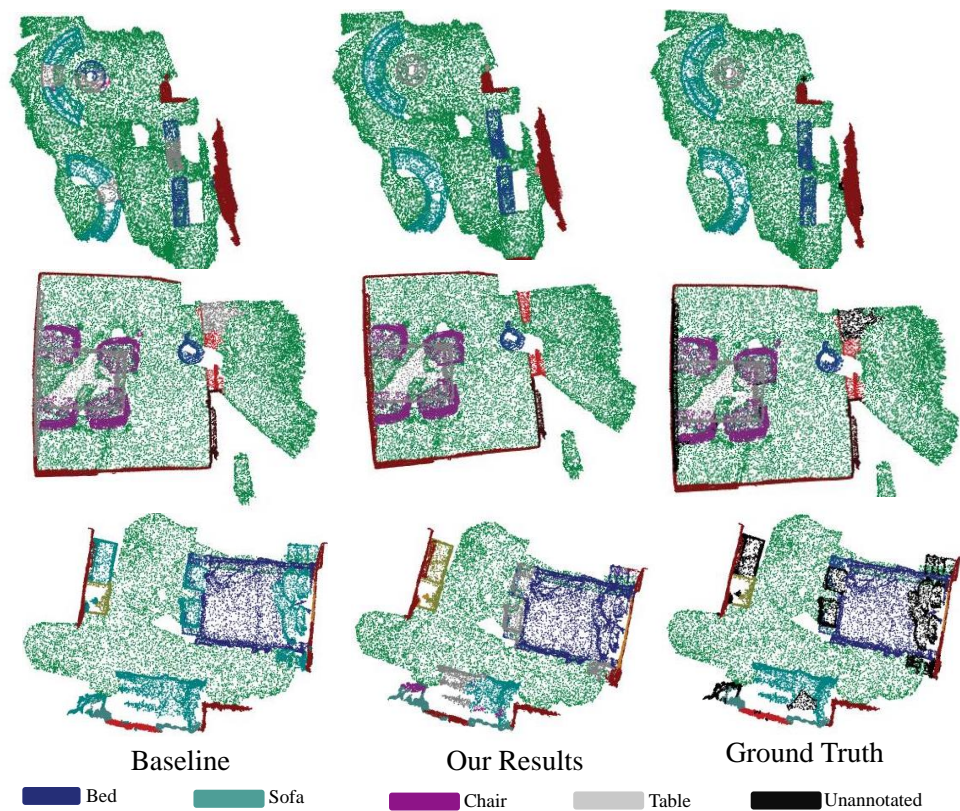 Baseline
Our Results
Ground Truth
Bed
Sofa
Chair
Table
Unannotated